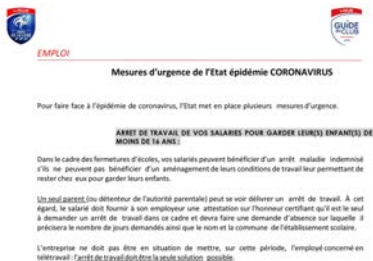 GUIDE
DU CLUB
EMPLOI
Mesures d'urgence de l'Etat épidémie CORONAVIRUS
Pour faire face à l'épidémie de coronavirus, l'Etat met en place plusieurs mesures d'urgence.
ARRET DE TRAVAIL DE VOS SALARIES POUR GARDER LEUR(S) ENFANT(S) DE
MOINS DE 16 ANS :
Dans le cadre des fermetures d'écoles, vos salariés peuvent bénéficier d'un arrêt maladie indemnisé
s'ils ne peuvent pas bénéficier d'un aménagement de leurs conditions de travail leur permettant de
rester chez eux pour garder leurs enfants.
Un seul parent (ou détenteur de l'autorité parentale) peut se voir délivrer un arrêt de travail. À cet
égard, le salarié doit fournir à son employeur une attestation sur l'honneur certifiant qu'il est le seul
à demander un arrêt de travail dans ce cadre et devra faire une demande d'absence sur laquelle il
précisera le nombre de jours demandés ainsi que le nom et la commune de l'établissement scolaire.
L'entreprise ne doit pas être en situation de mettre, sur cette période, l'employé concerné en
télétravail : l'arrêt de travail doit être la seule solution possible.